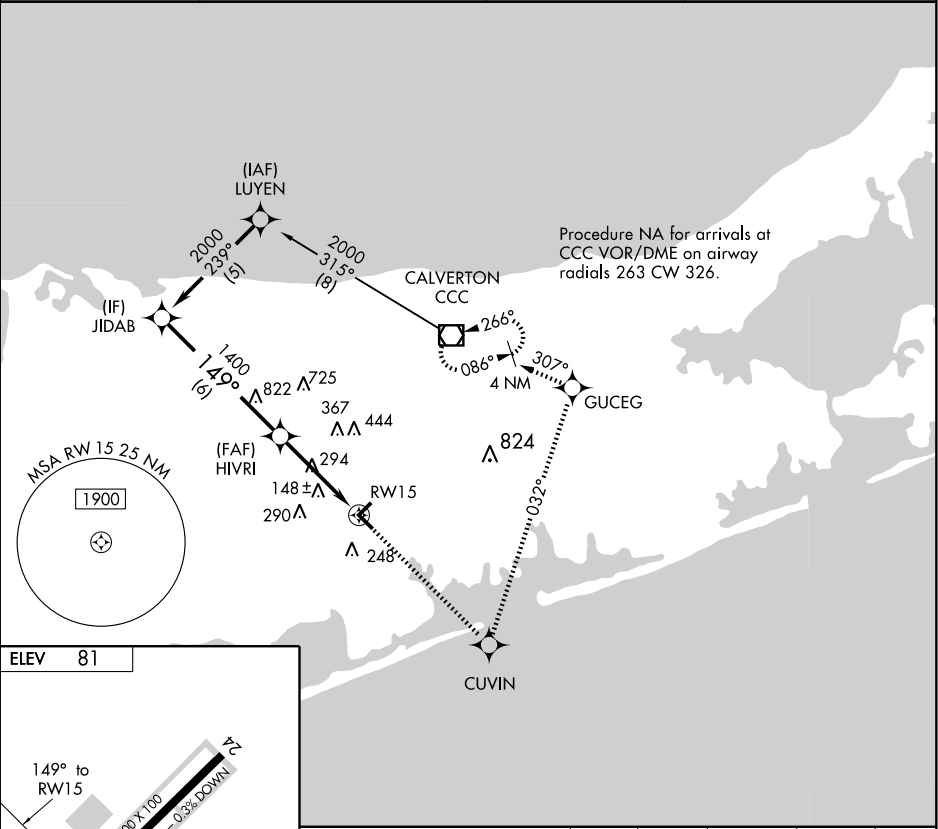 (IAF)
LUYEN
2000
239°
(5)
2000
315°
(8)
Procedure NA for arrivals at
CCC VOR/DME on airway
radials 263 CW 326.
CALVERTON
CCC
(IF)
JIDAB
266°
086°
4 NM
307°
GUCEG
1400
149°
(6)
822
725
367
444
(FAF)
HIVRI
294
824
148±
290
RW15
248
032°
MSA RW 15 25 NM
1900
CUVIN
ELEV 81
149° to
RW15
24
00 X 100
0.3% DOWN